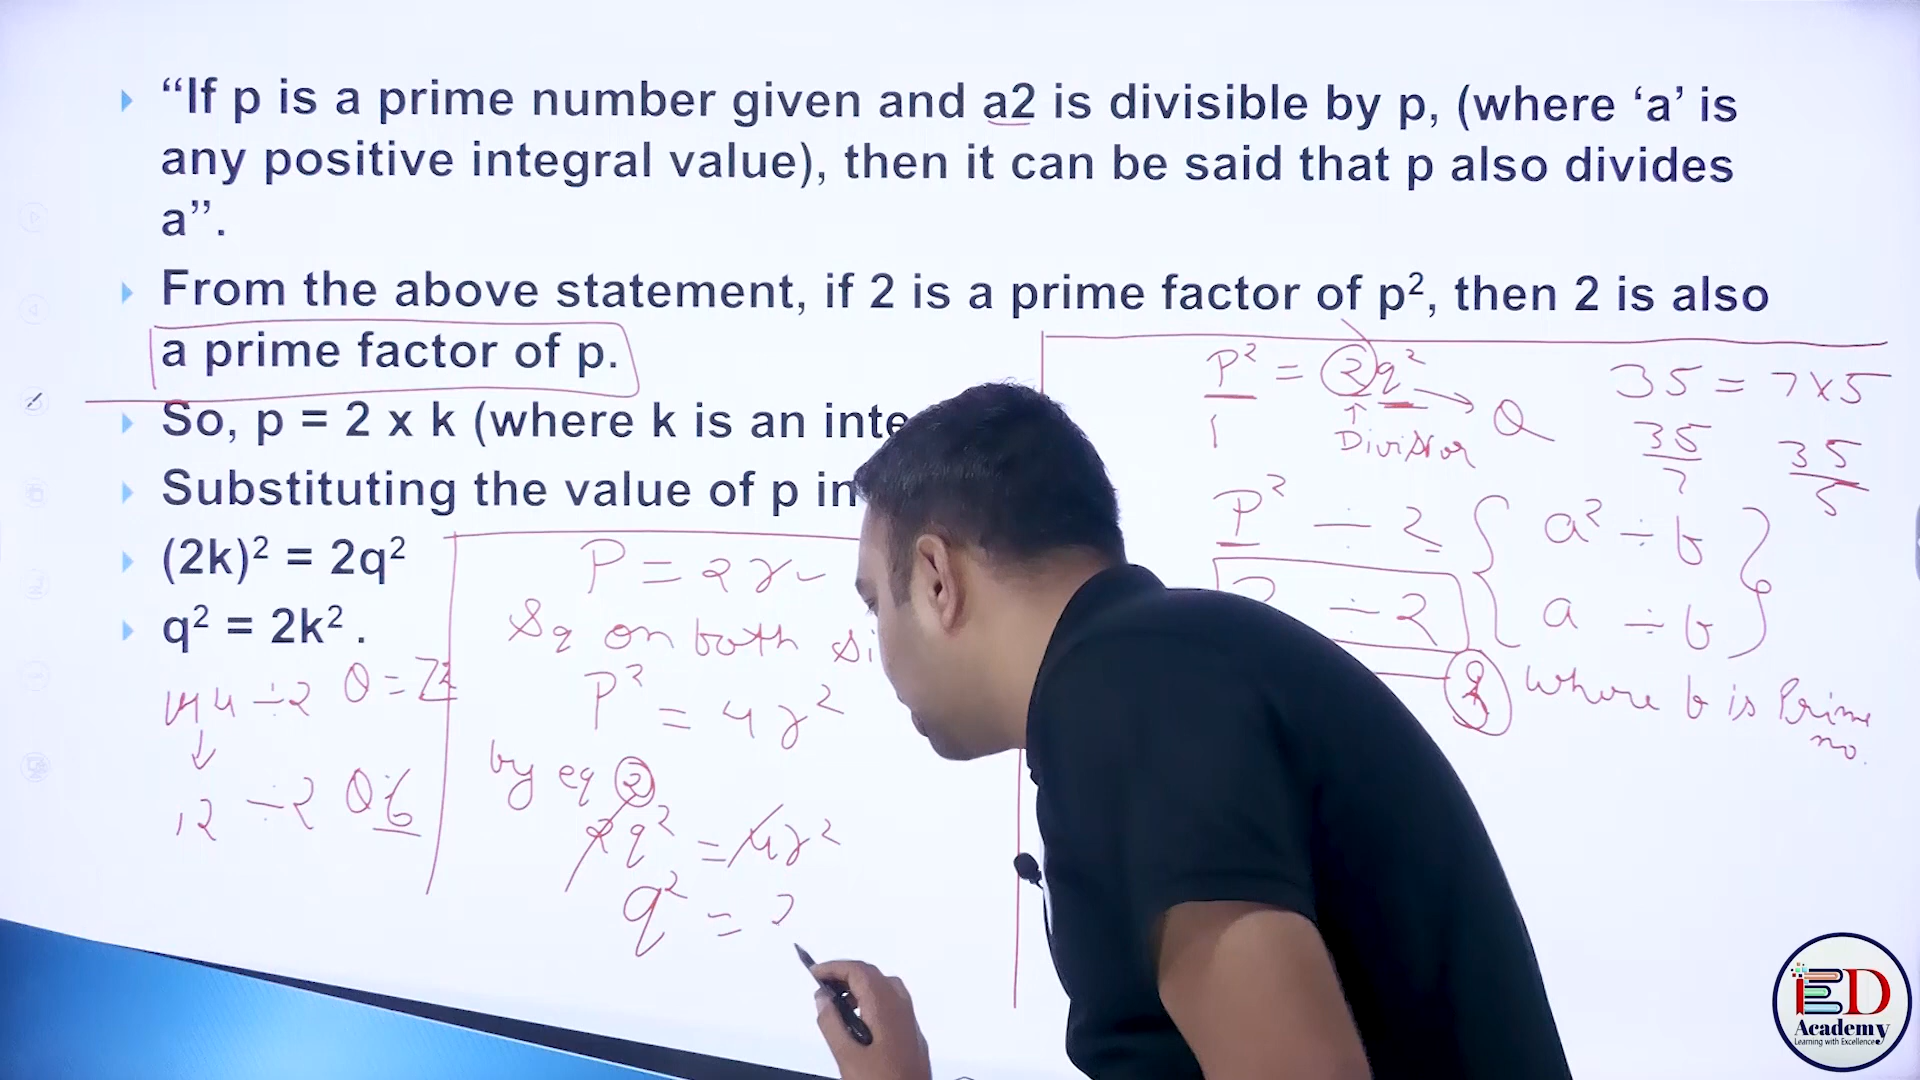 “If p is a prime number given and a2 is divisible by p, (where ‘a’ is
any positive integral value), then it can be said that p also divides
a”.
From the above statement, if 2 is a prime factor of p², then 2 is also
a prime factor of p.
So, p = 2 x k (where k is an inte
Substituting the value of p in
(2k)² = 2q²
q² = 2k² .
144 ÷ 2
↓
12 ÷ 2
P = 2r
Sq on both si
P² = 4r²
by eq ②
2q² = 4r²
q² = 2
P² = 2q² → Q
Divisor
35 = 7x5
35/7 35/5
P² ÷ 2
÷ 2
a² ÷ b
a ÷ b
where b is Prime
no.
ED
Academy
Learning with Excellence